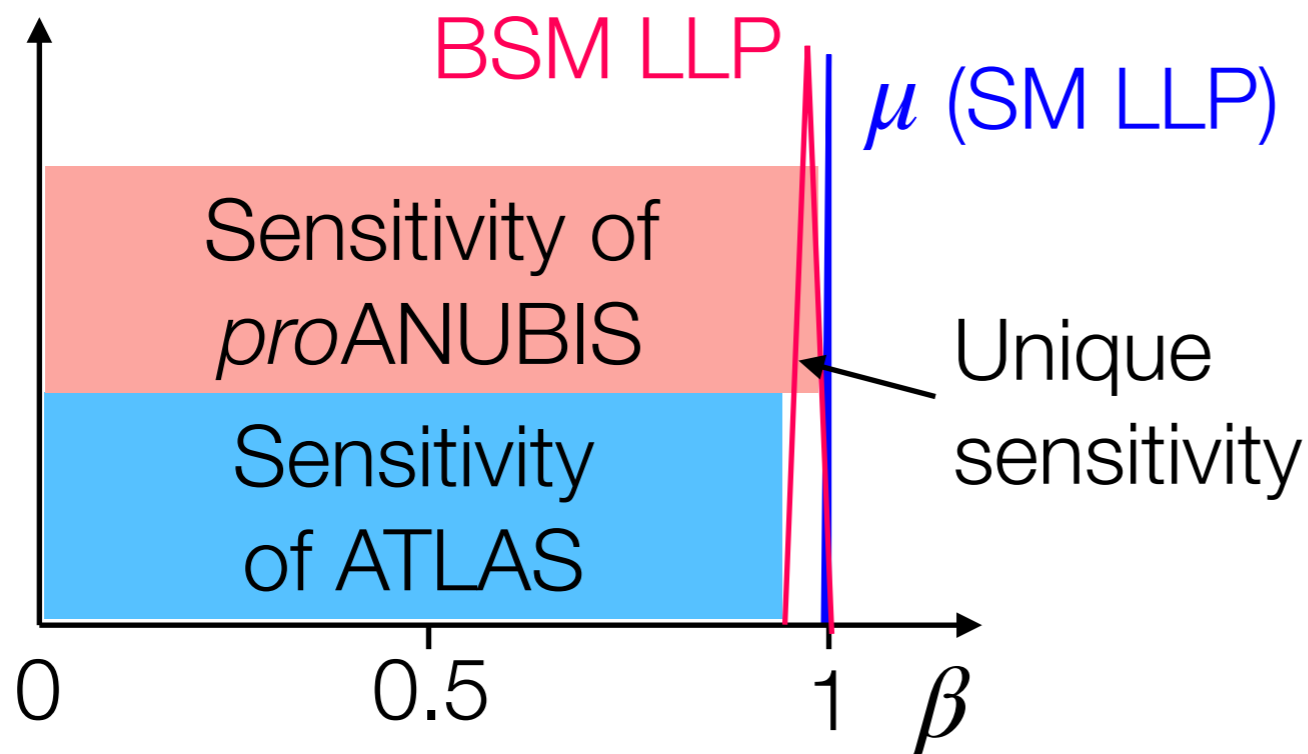 BSM LLP
μ (SM LLP)
Sensitivity of
proANUBIS
Unique
sensitivity
Sensitivity
of ATLAS
0
0.5
1
β